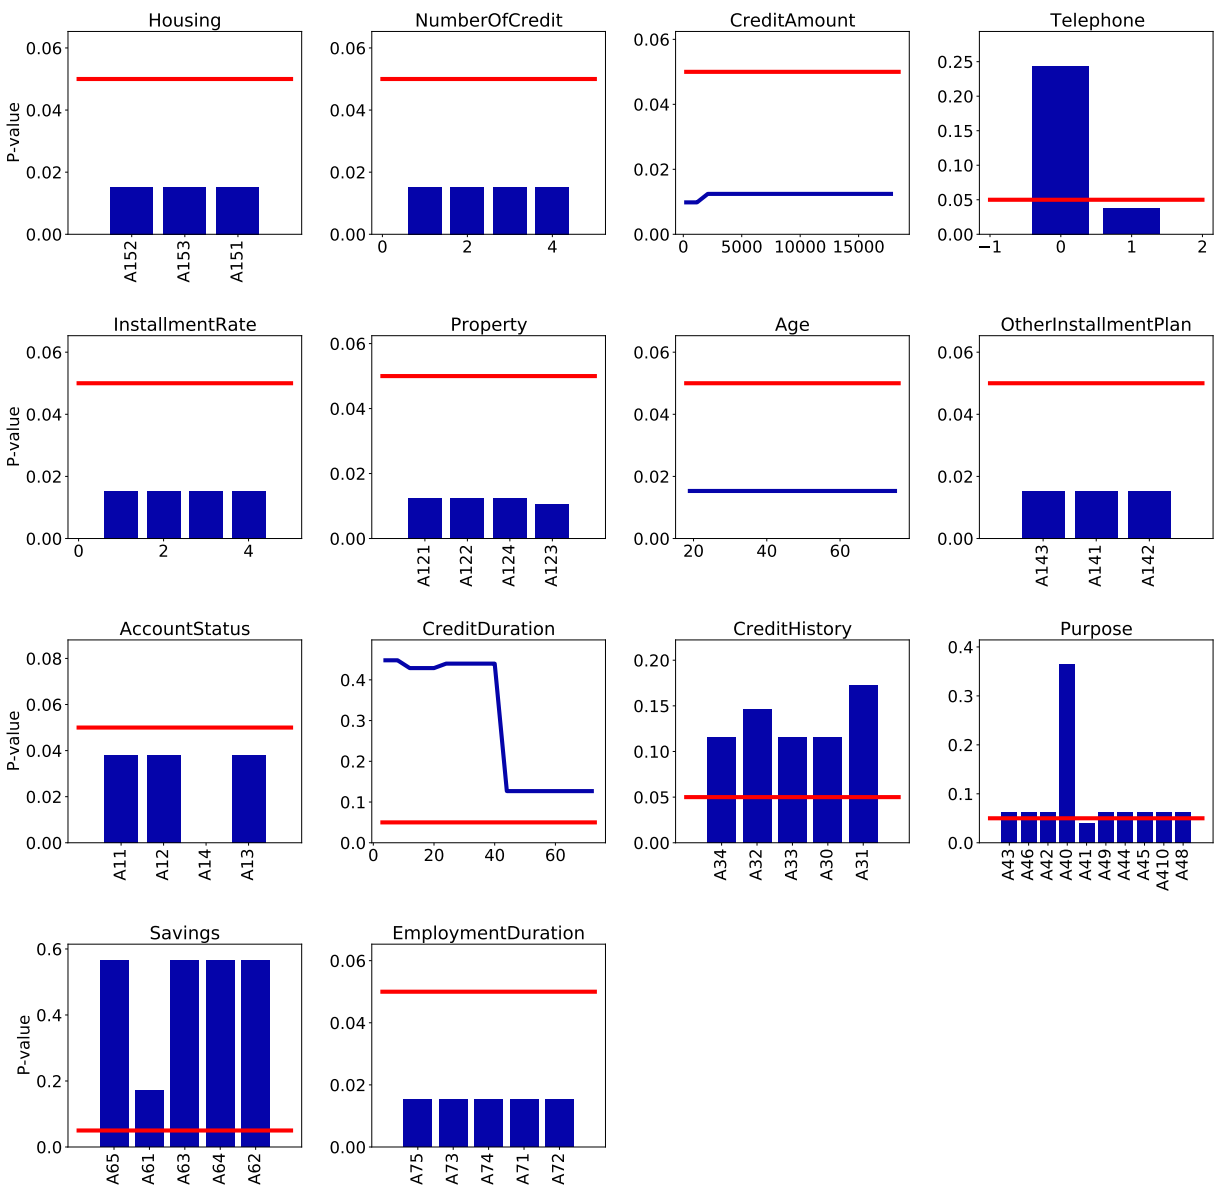 Housing
NumberOfCredit
CreditAmount
Telephone
P-value
0.06
0.04
0.02
0.00
A152
A153
A151
0.06
0.04
0.02
0.00
0
2
4
0.06
0.04
0.02
0.00
0
5000
10000
15000
0.25
0.20
0.15
0.10
0.05
0.00
−1
0
1
2
InstallmentRate
Property
Age
OtherInstallmentPlan
P-value
0.06
0.04
0.02
0.00
0
2
4
0.06
0.04
0.02
0.00
A121
A122
A124
A123
0.06
0.04
0.02
0.00
20
40
60
0.06
0.04
0.02
0.00
A143
A141
A142
AccountStatus
CreditDuration
CreditHistory
Purpose
P-value
0.08
0.06
0.04
0.02
0.00
A11
A12
A14
A13
0.4
0.3
0.2
0.1
0.0
0
20
40
60
0.20
0.15
0.10
0.05
0.00
A34
A32
A33
A30
A31
0.4
0.3
0.2
0.1
0.0
A43
A46
A42
A40
A41
A49
A44
A45
A410
A48
Savings
EmploymentDuration
P-value
0.6
0.4
0.2
0.0
A65
A61
A63
A64
A62
0.06
0.04
0.02
0.00
A75
A73
A74
A71
A72